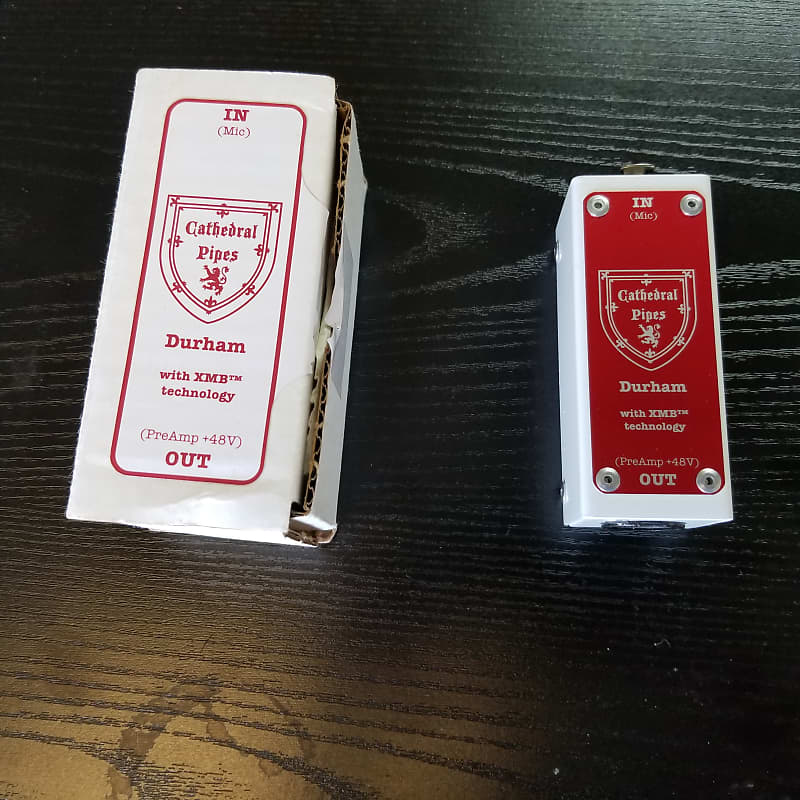 IN
(Mic)
Cathedral
Pipes
Durham
with XMB™
technology
(PreAmp +48V)
OUT
IN
(Mic)
Cathedral
Pipes
Durham
with XMB™
technology
(PreAmp +48V)
OUT